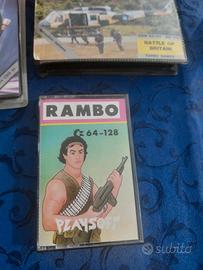 BATTLE OF
BRITAIN
RAMBO
64-128
PLAYSOFT
subito